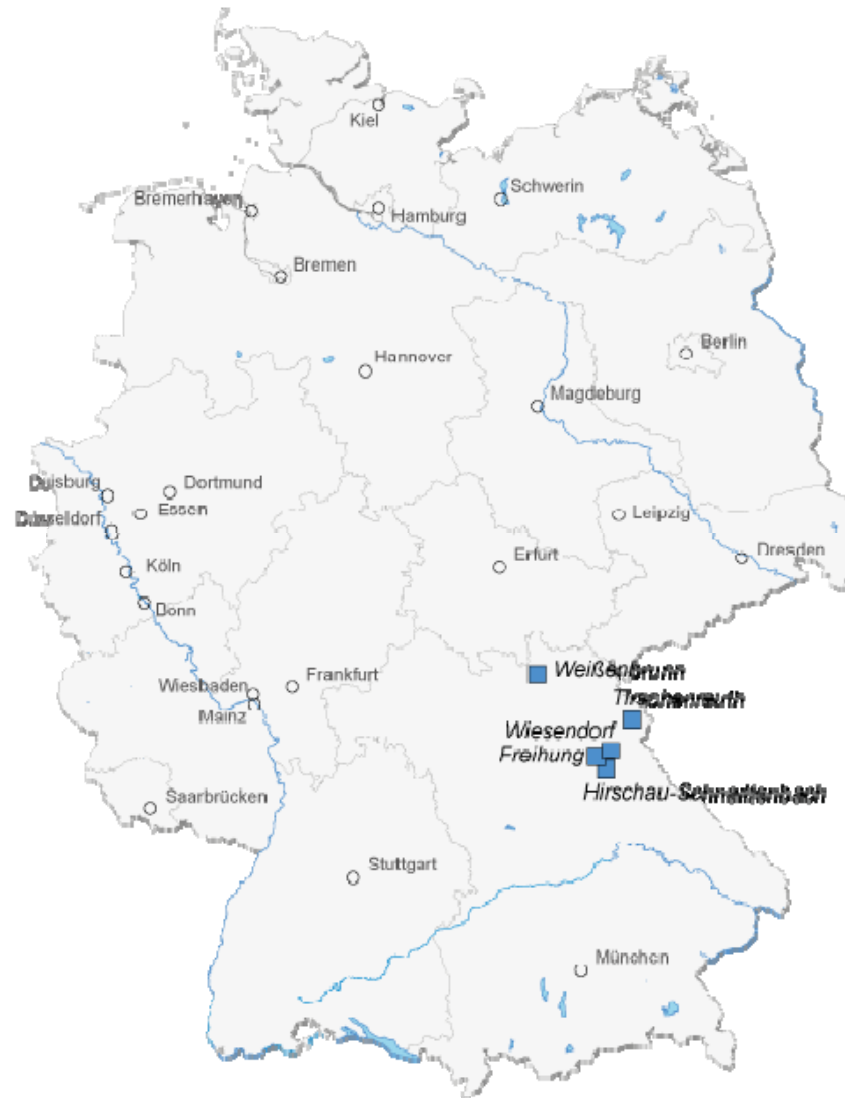 Kiel
Schwerin
Bremerhaven
Hamburg
Bremen
Berlin
Hannover
Magdeburg
Duisburg
Dortmund
Essen
Leipzig
Düsseldorf
Erfurt
Dresden
Köln
Bonn
Weißenbrunn
Frankfurt
Wiesbaden
Tirschenreuth
Mainz
Wiesendorf
Freihung
Hirschau-Schnaittenbach
Saarbrücken
Stuttgart
München